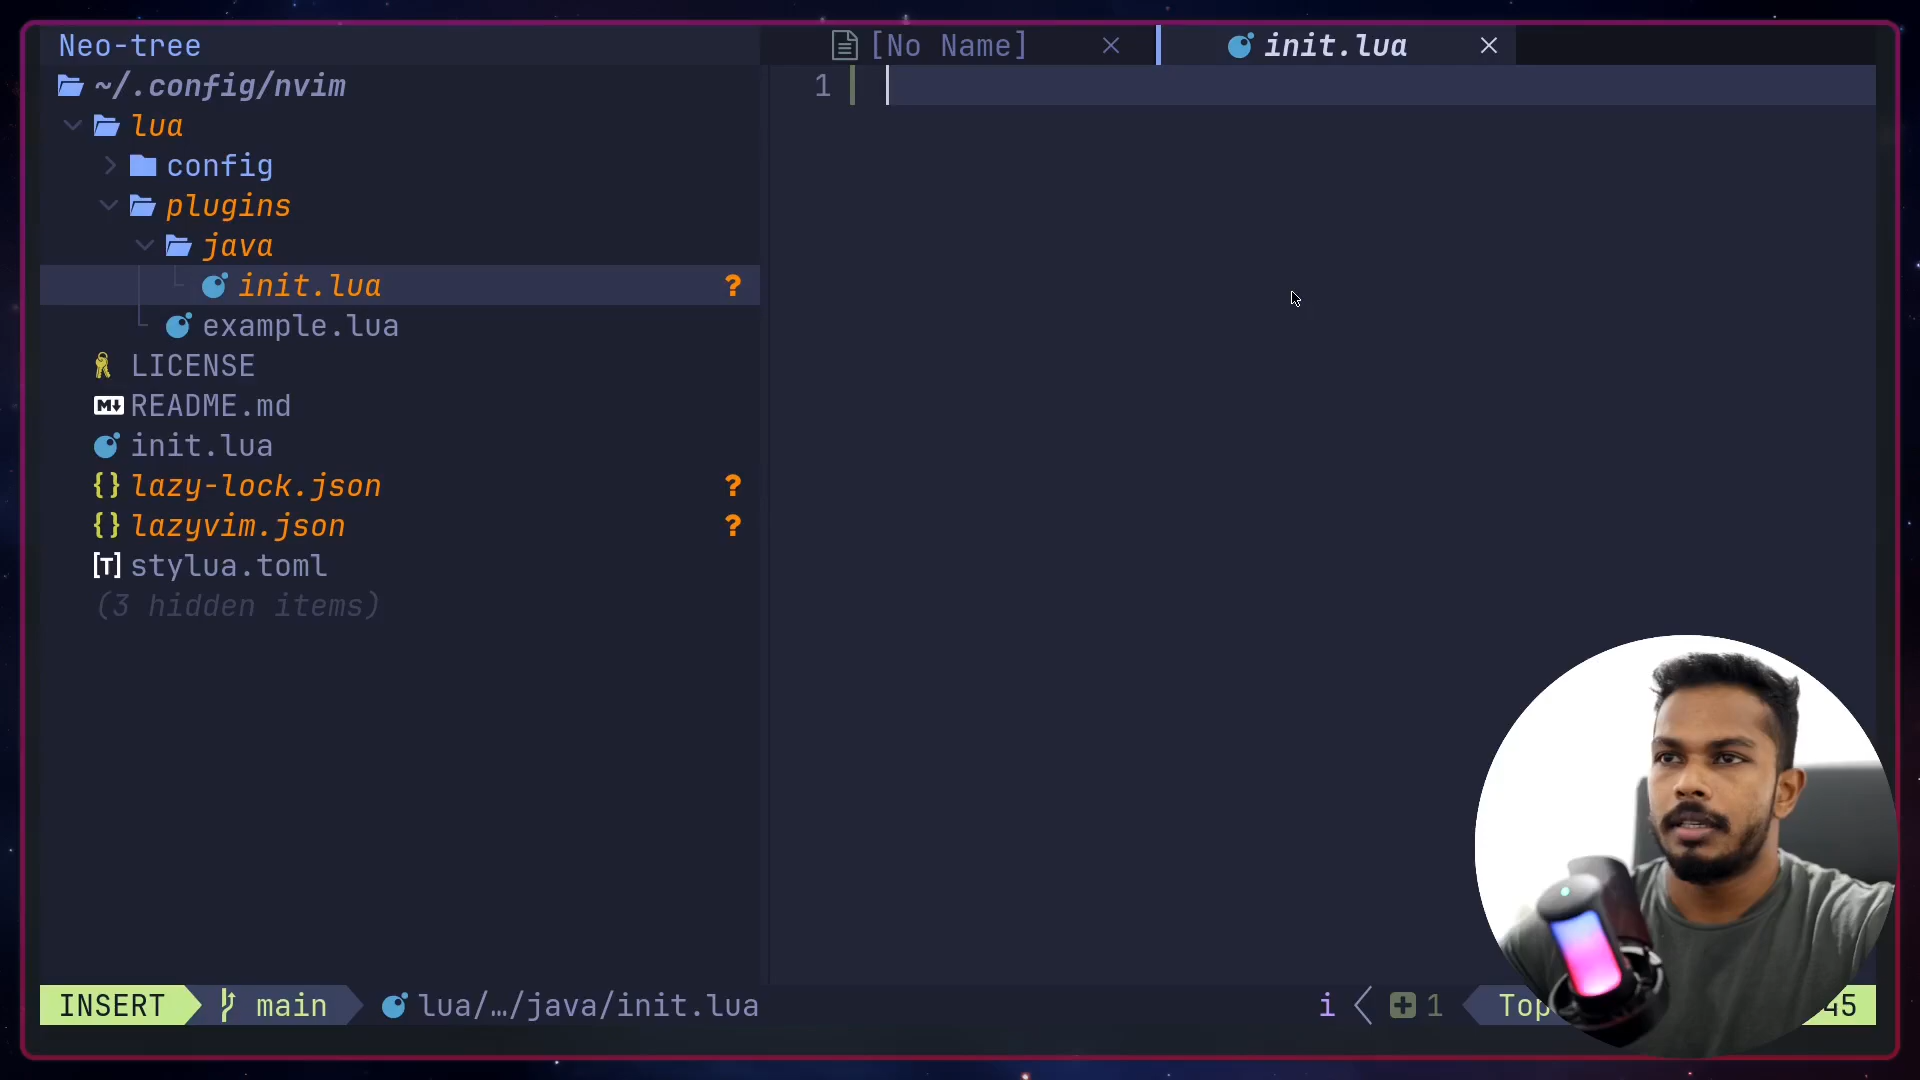 Neo-tree
[No Name]
init.lua
~/.config/nvim
1
lua
config
plugins
java
init.lua ?
example.lua
LICENSE
M↓ README.md
init.lua
{} lazy-lock.json ?
{} lazyvim.json ?
[T] stylua.toml
(3 hidden items)
INSERT main lua/…/java/init.lua i 1 Top 45